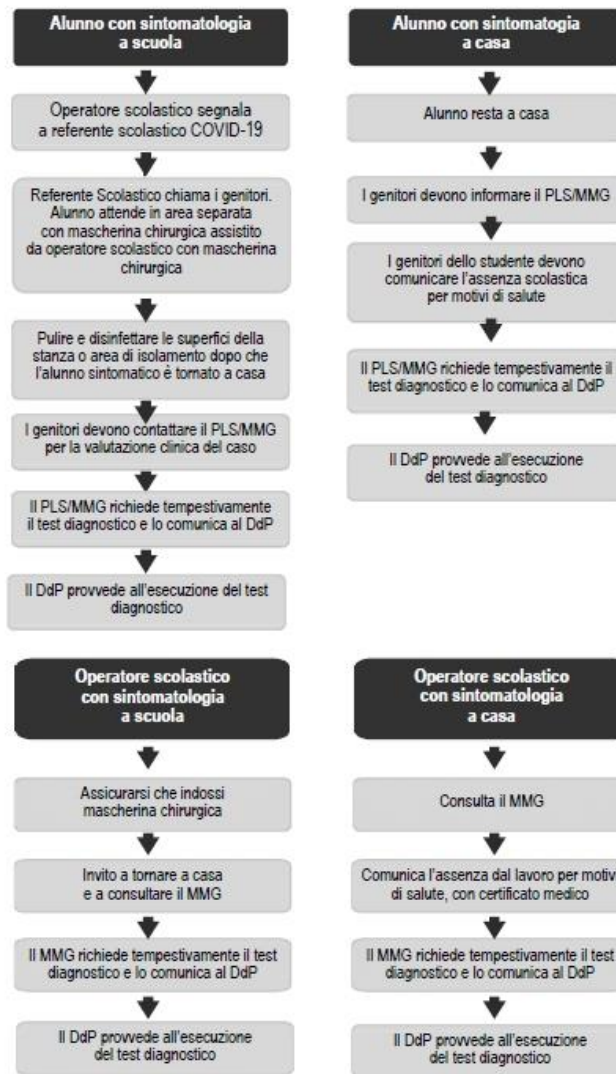 Alunno con sintomatologia
a scuola
Operatore scolastico segnala
a referente scolastico COVID-19
Referente Scolastico chiama i genitori.
Alunno attende in area separata
con mascherina chirurgica assistito
da operatore scolastico con mascherina
chirurgica
Pulire e disinfettare le superfici della
stanza o area di isolamento dopo che
l'alunno sintomatico è tornato a casa
I genitori devono contattare il PLS/MMG
per la valutazione clinica del caso
Il PLS/MMG richiede tempestivamente
il test diagnostico e lo comunica al DdP
Il DdP provvede all'esecuzione del test
diagnostico
Alunno con sintomatogia
a casa
Alunno resta a casa
I genitori devono informare il PLS/MMG
I genitori dello studente devono
comunicare l'assenza scolastica
per motivi di salute
Il PLS/MMG richiede tempestivamente il
test diagnostico e lo comunica al DdP
Il DdP provvede all'esecuzione
del test diagnostico
Operatore scolastico
con sintomatologia
a scuola
Assicurarsi che indossi
mascherina chirurgica
Invito a tornare a casa
e a consultare il MMG
Il MMG richiede tempestivamente il test
diagnostico e lo comunica al DdP
Il DdP provvede all'esecuzione
del test diagnostico
Operatore scolastico
con sintomatologia
a casa
Consulta il MMG
Comunica l'assenza dal lavoro per motiv
di salute, con certificato medico
Il MMG richiede tempestivamente il test
diagnostico e lo comunica al DdP
Il DdP provvede all'esecuzione
del test diagnostico